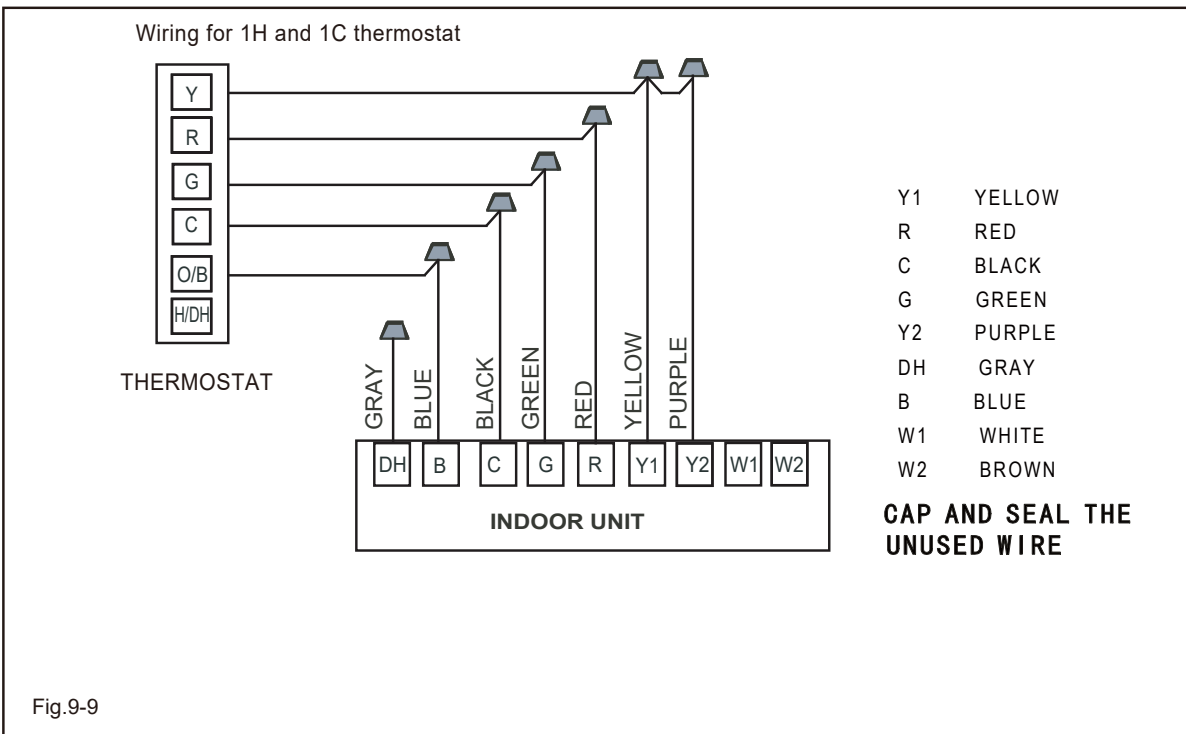 Wiring for 1H and 1C thermostat
Y
R
G
C
O/B
H/DH
THERMOSTAT
GRAY
BLUE
BLACK
GREEN
RED
YELLOW
PURPLE
DH B C G R Y1 Y2 W1 W2
INDOOR UNIT
Y1 YELLOW
R RED
C BLACK
G GREEN
Y2 PURPLE
DH GRAY
B BLUE
W1 WHITE
W2 BROWN
CAP AND SEAL THE
UNUSED WIRE
Fig.9-9